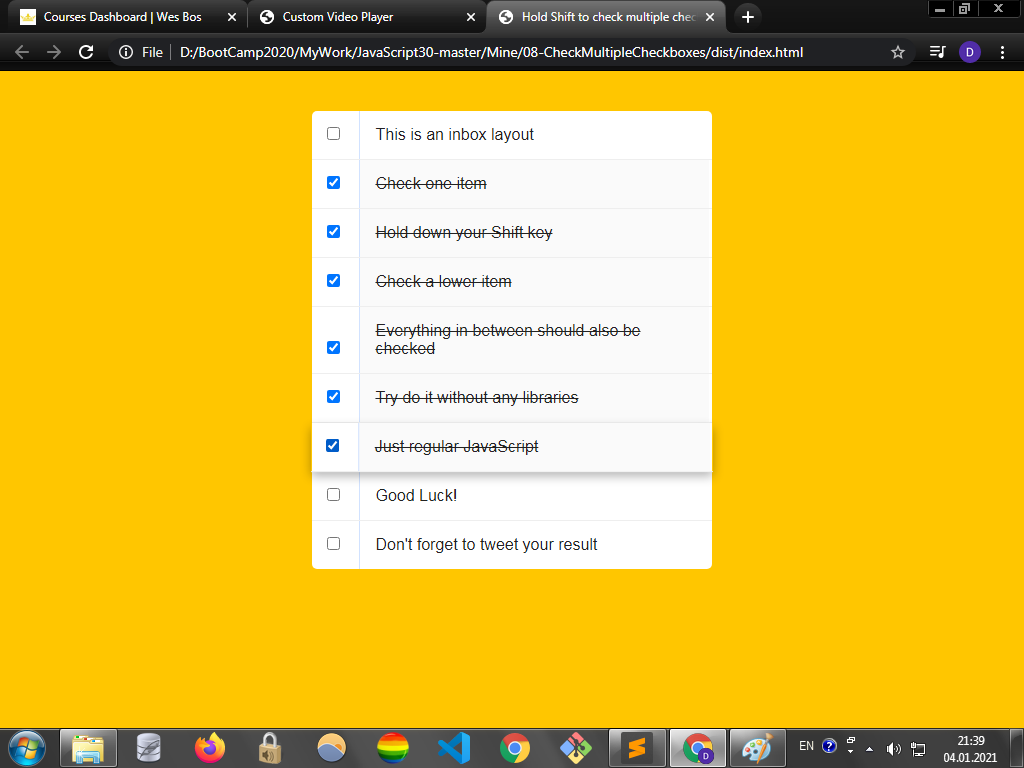 Courses Dashboard | Wes Bos
Custom Video Player
Hold Shift to check multiple chec
File
D:/BootCamp2020/MyWork/JavaScript30-master/Mine/08-CheckMultipleCheckboxes/dist/index.html
D
This is an inbox layout
Check one item
Hold down your Shift key
Check a lower item
Everything in between should also be
checked
Try do it without any libraries
Just regular JavaScript
Good Luck!
Don't forget to tweet your result
D
EN
21:39
04.01.2021